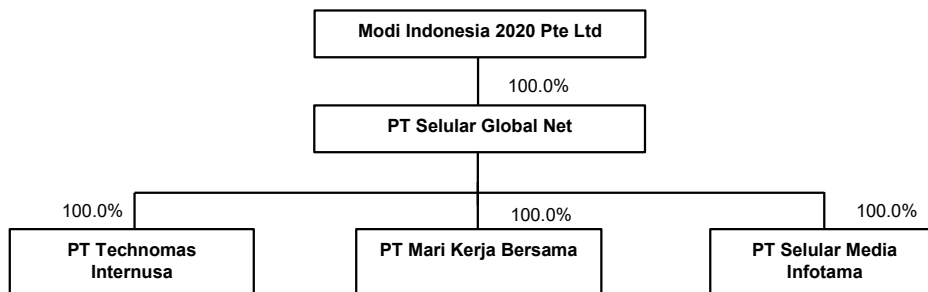 Modi Indonesia 2020 Pte Ltd
100.0%
PT Selular Global Net
100.0%
100.0%
100.0%
PT Technomas
Internusa
PT Mari Kerja Bersama
PT Selular Media
Infotama